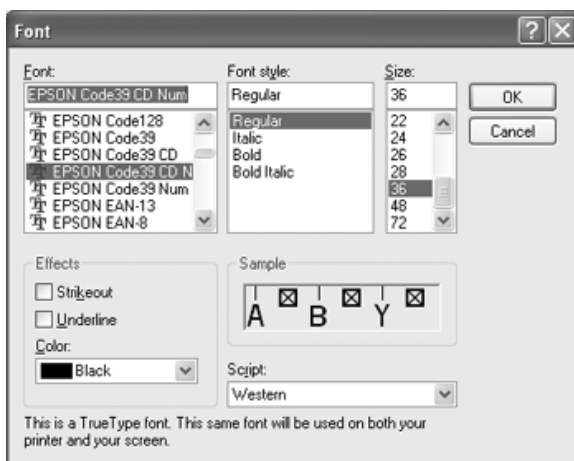 Font
Font: Font style: Size:
EPSON Code39 CD Num Regular 36 OK
EPSON Code128 Regular 22 Cancel
EPSON Code39 Italic 24
EPSON Code39 CD Bold 26
EPSON Code39 CD N Bold Italic 28
EPSON Code39 Num 36
EPSON EAN-13 48
EPSON EAN-8 72
Effects Sample
Strikeout
Underline A B Y
Color:
Black Script:
Western
This is a TrueType font. This same font will be used on both your
printer and your screen.